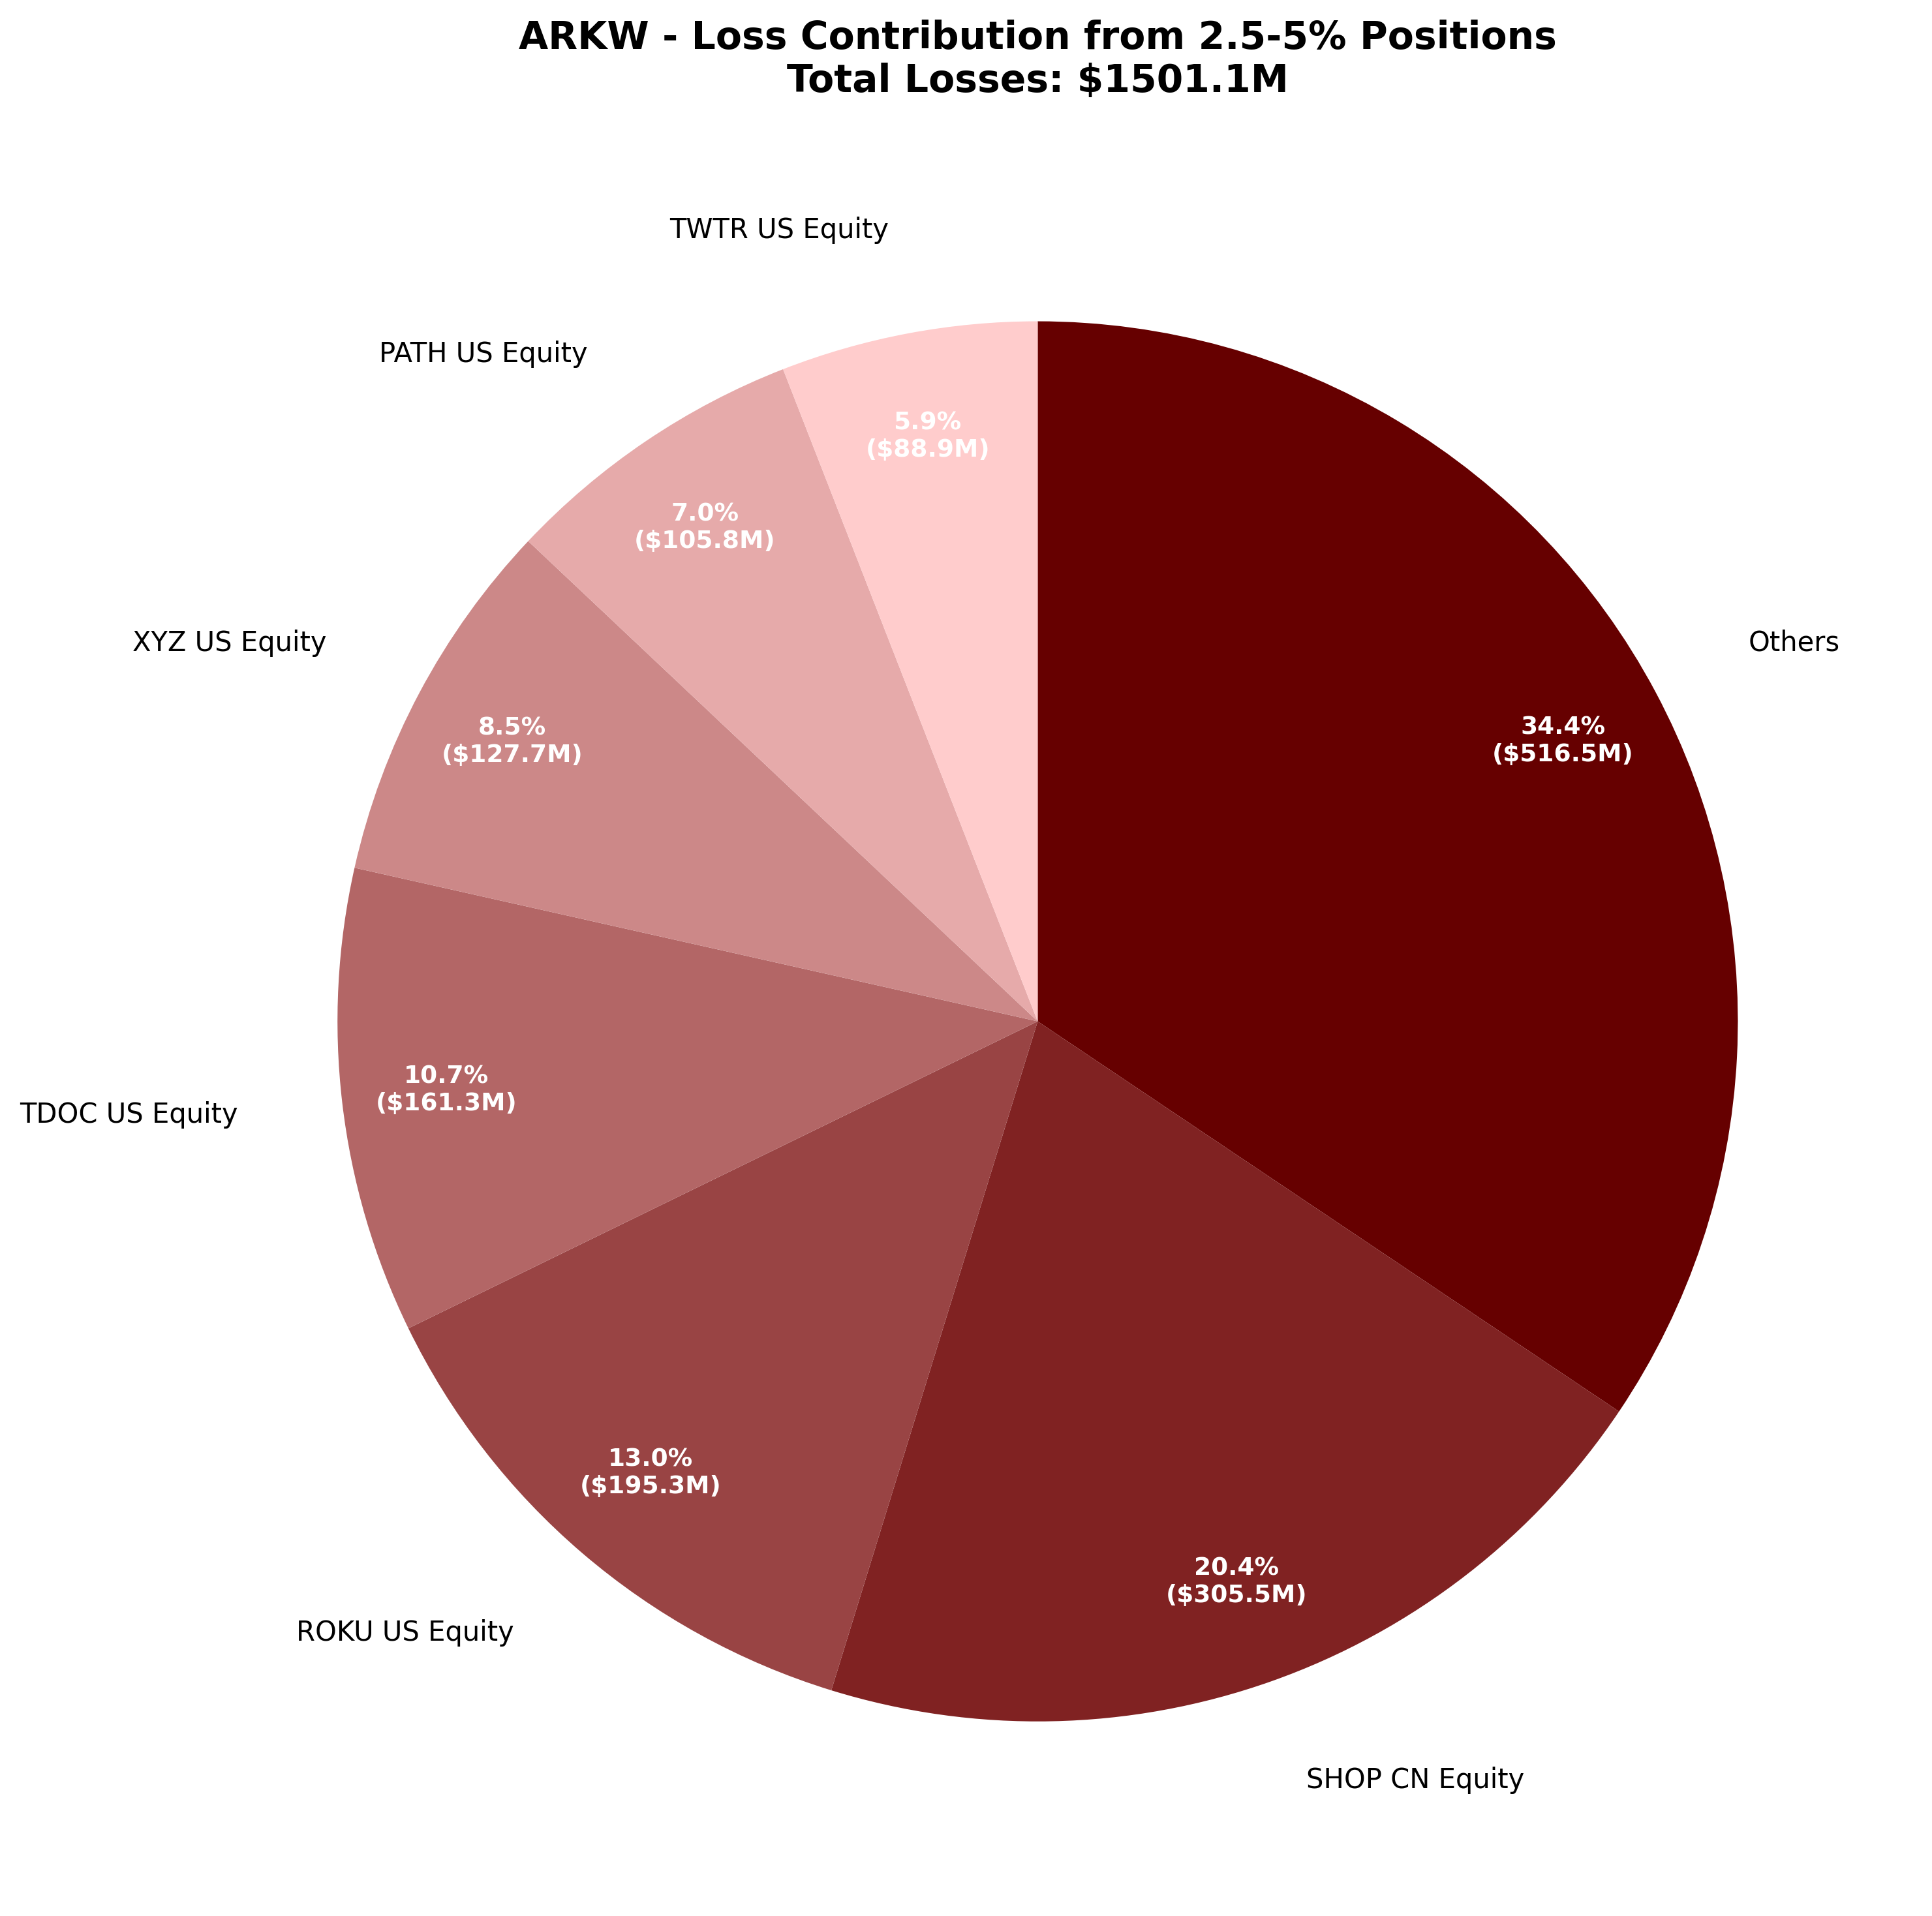 ARKW - Loss Contribution from 2.5-5% Positions
Total Losses: $1501.1M
TWTR US Equity
5.9%
($88.9M)
PATH US Equity
7.0%
($105.8M)
XYZ US Equity
8.5%
($127.7M)
TDOC US Equity
10.7%
($161.3M)
ROKU US Equity
13.0%
($195.3M)
SHOP CN Equity
20.4%
($305.5M)
Others
34.4%
($516.5M)